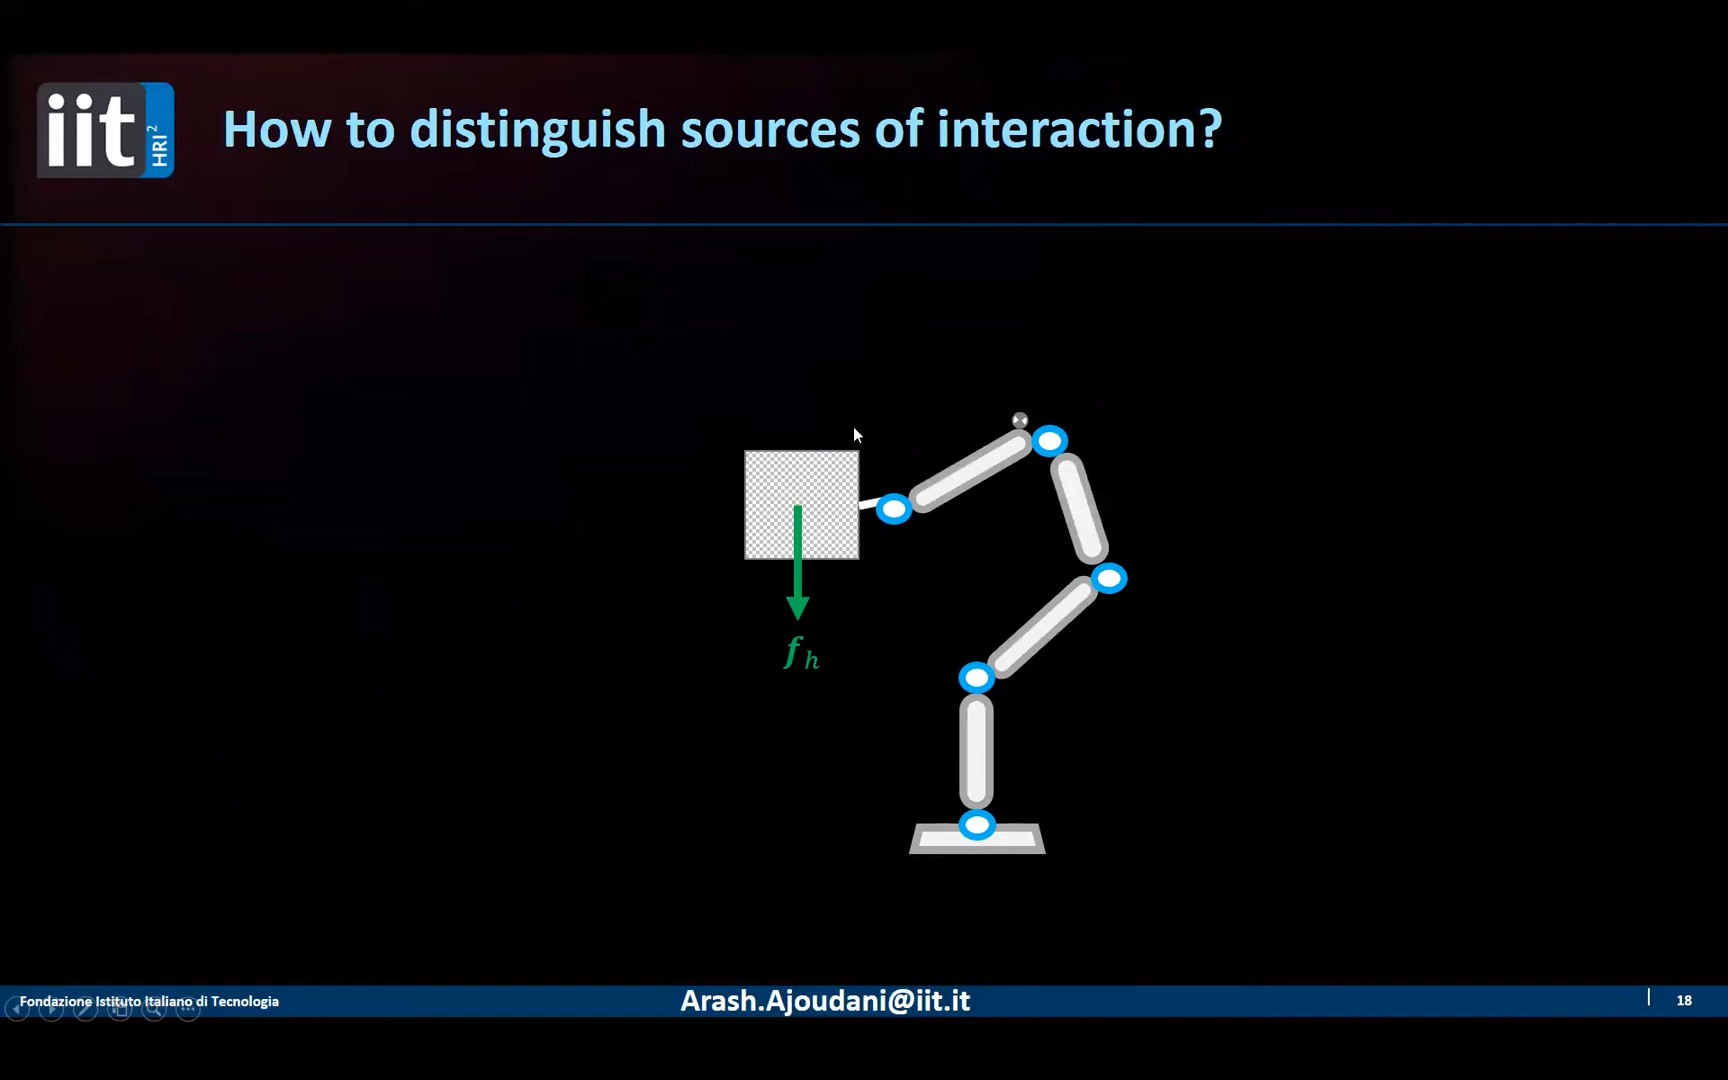 iit
HRI²
How to distinguish sources of interaction?
f_h
Fondazione Istituto Italiano di Tecnologia
Arash.Ajoudani@iit.it
18